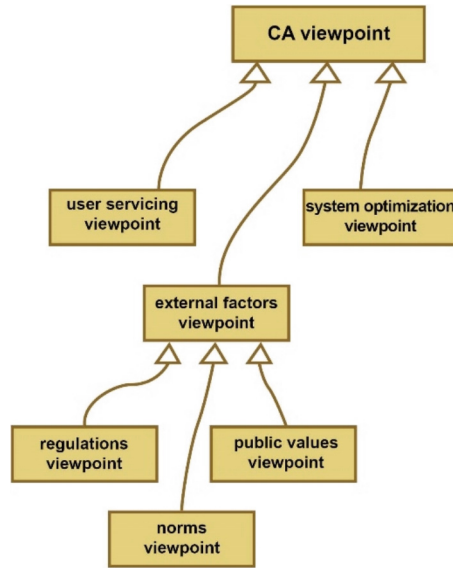 CA viewpoint
user servicing
viewpoint
system optimization
viewpoint
external factors
viewpoint
regulations
viewpoint
public values
viewpoint
norms
viewpoint